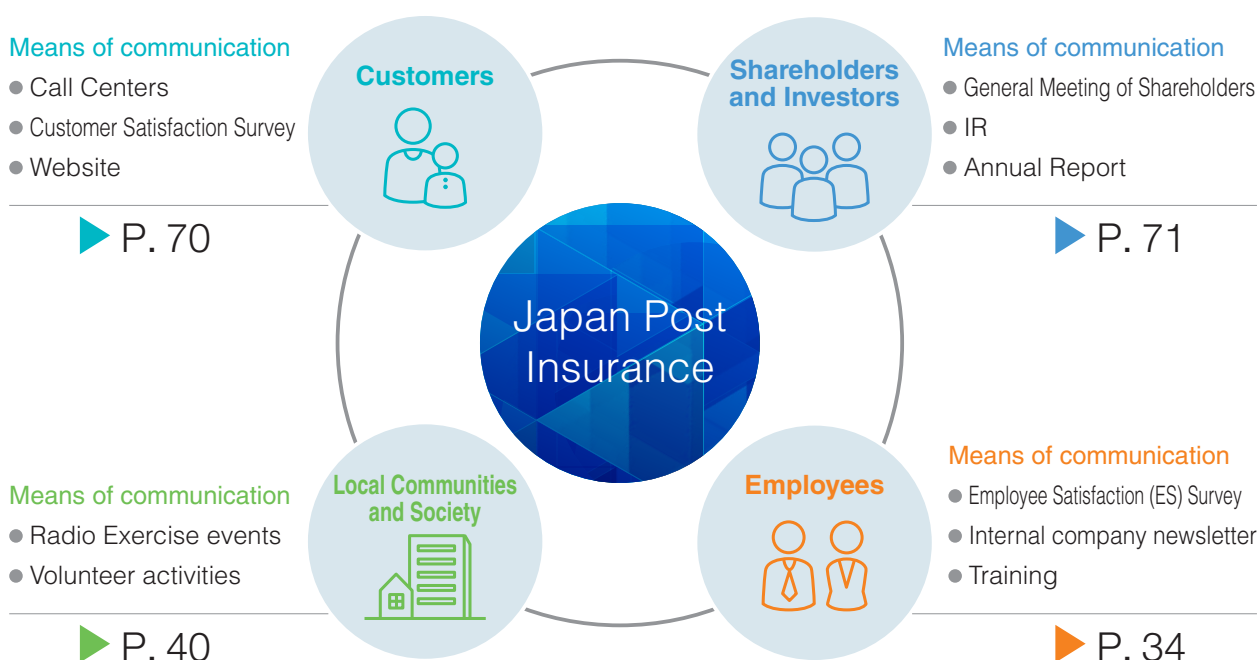 Means of communication
● Call Centers
● Customer Satisfaction Survey
● Website
▶ P. 70
Customers
Shareholders
and Investors
Means of communication
● General Meeting of Shareholders
● IR
● Annual Report
▶ P. 71
Japan Post
Insurance
Means of communication
● Radio Exercise events
● Volunteer activities
▶ P. 40
Local Communities
and Society
Employees
Means of communication
● Employee Satisfaction (ES) Survey
● Internal company newsletter
● Training
▶ P. 34